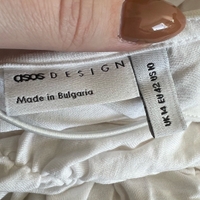 asos DESIGN
Made in Bulgaria
UK 14 EU 42 US 10